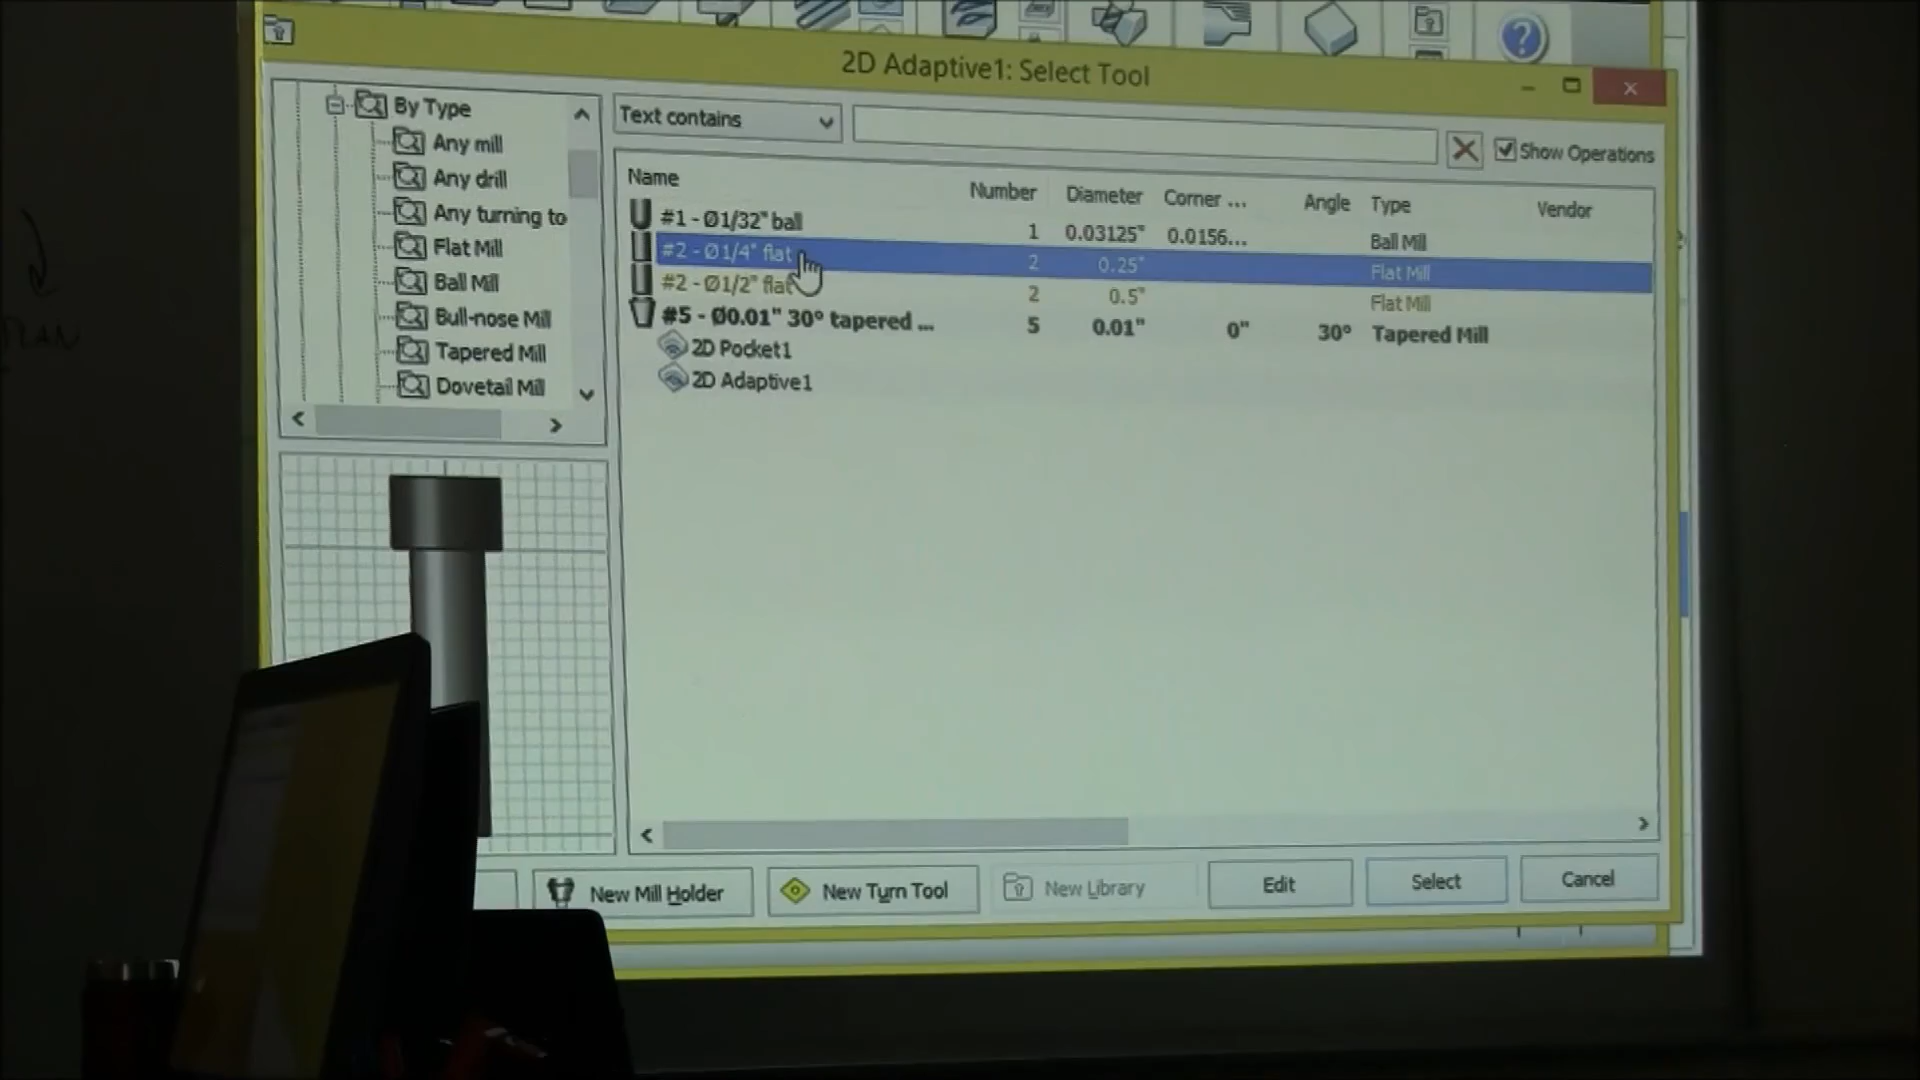 2D Adaptive1: Select Tool
By Type
Any mill
Any drill
Any turning to
Flat Mill
Ball Mill
Bull-nose Mill
Tapered Mill
Dovetail Mill
Text contains
Show Operations
Name Number Diameter Corner ... Angle Type Vendor
#1 - Ø1/32" ball 1 0.03125" 0.0156... Ball Mill
#2 - Ø1/4" flat 2 0.25" Flat Mill
#2 - Ø1/2" flat 2 0.5" Flat Mill
#5 - Ø0.01" 30° tapered ... 5 0.01" 0" 30° Tapered Mill
2D Pocket1
2D Adaptive1
New Mill Holder
New Turn Tool
New Library
Edit
Select
Cancel
PLAN